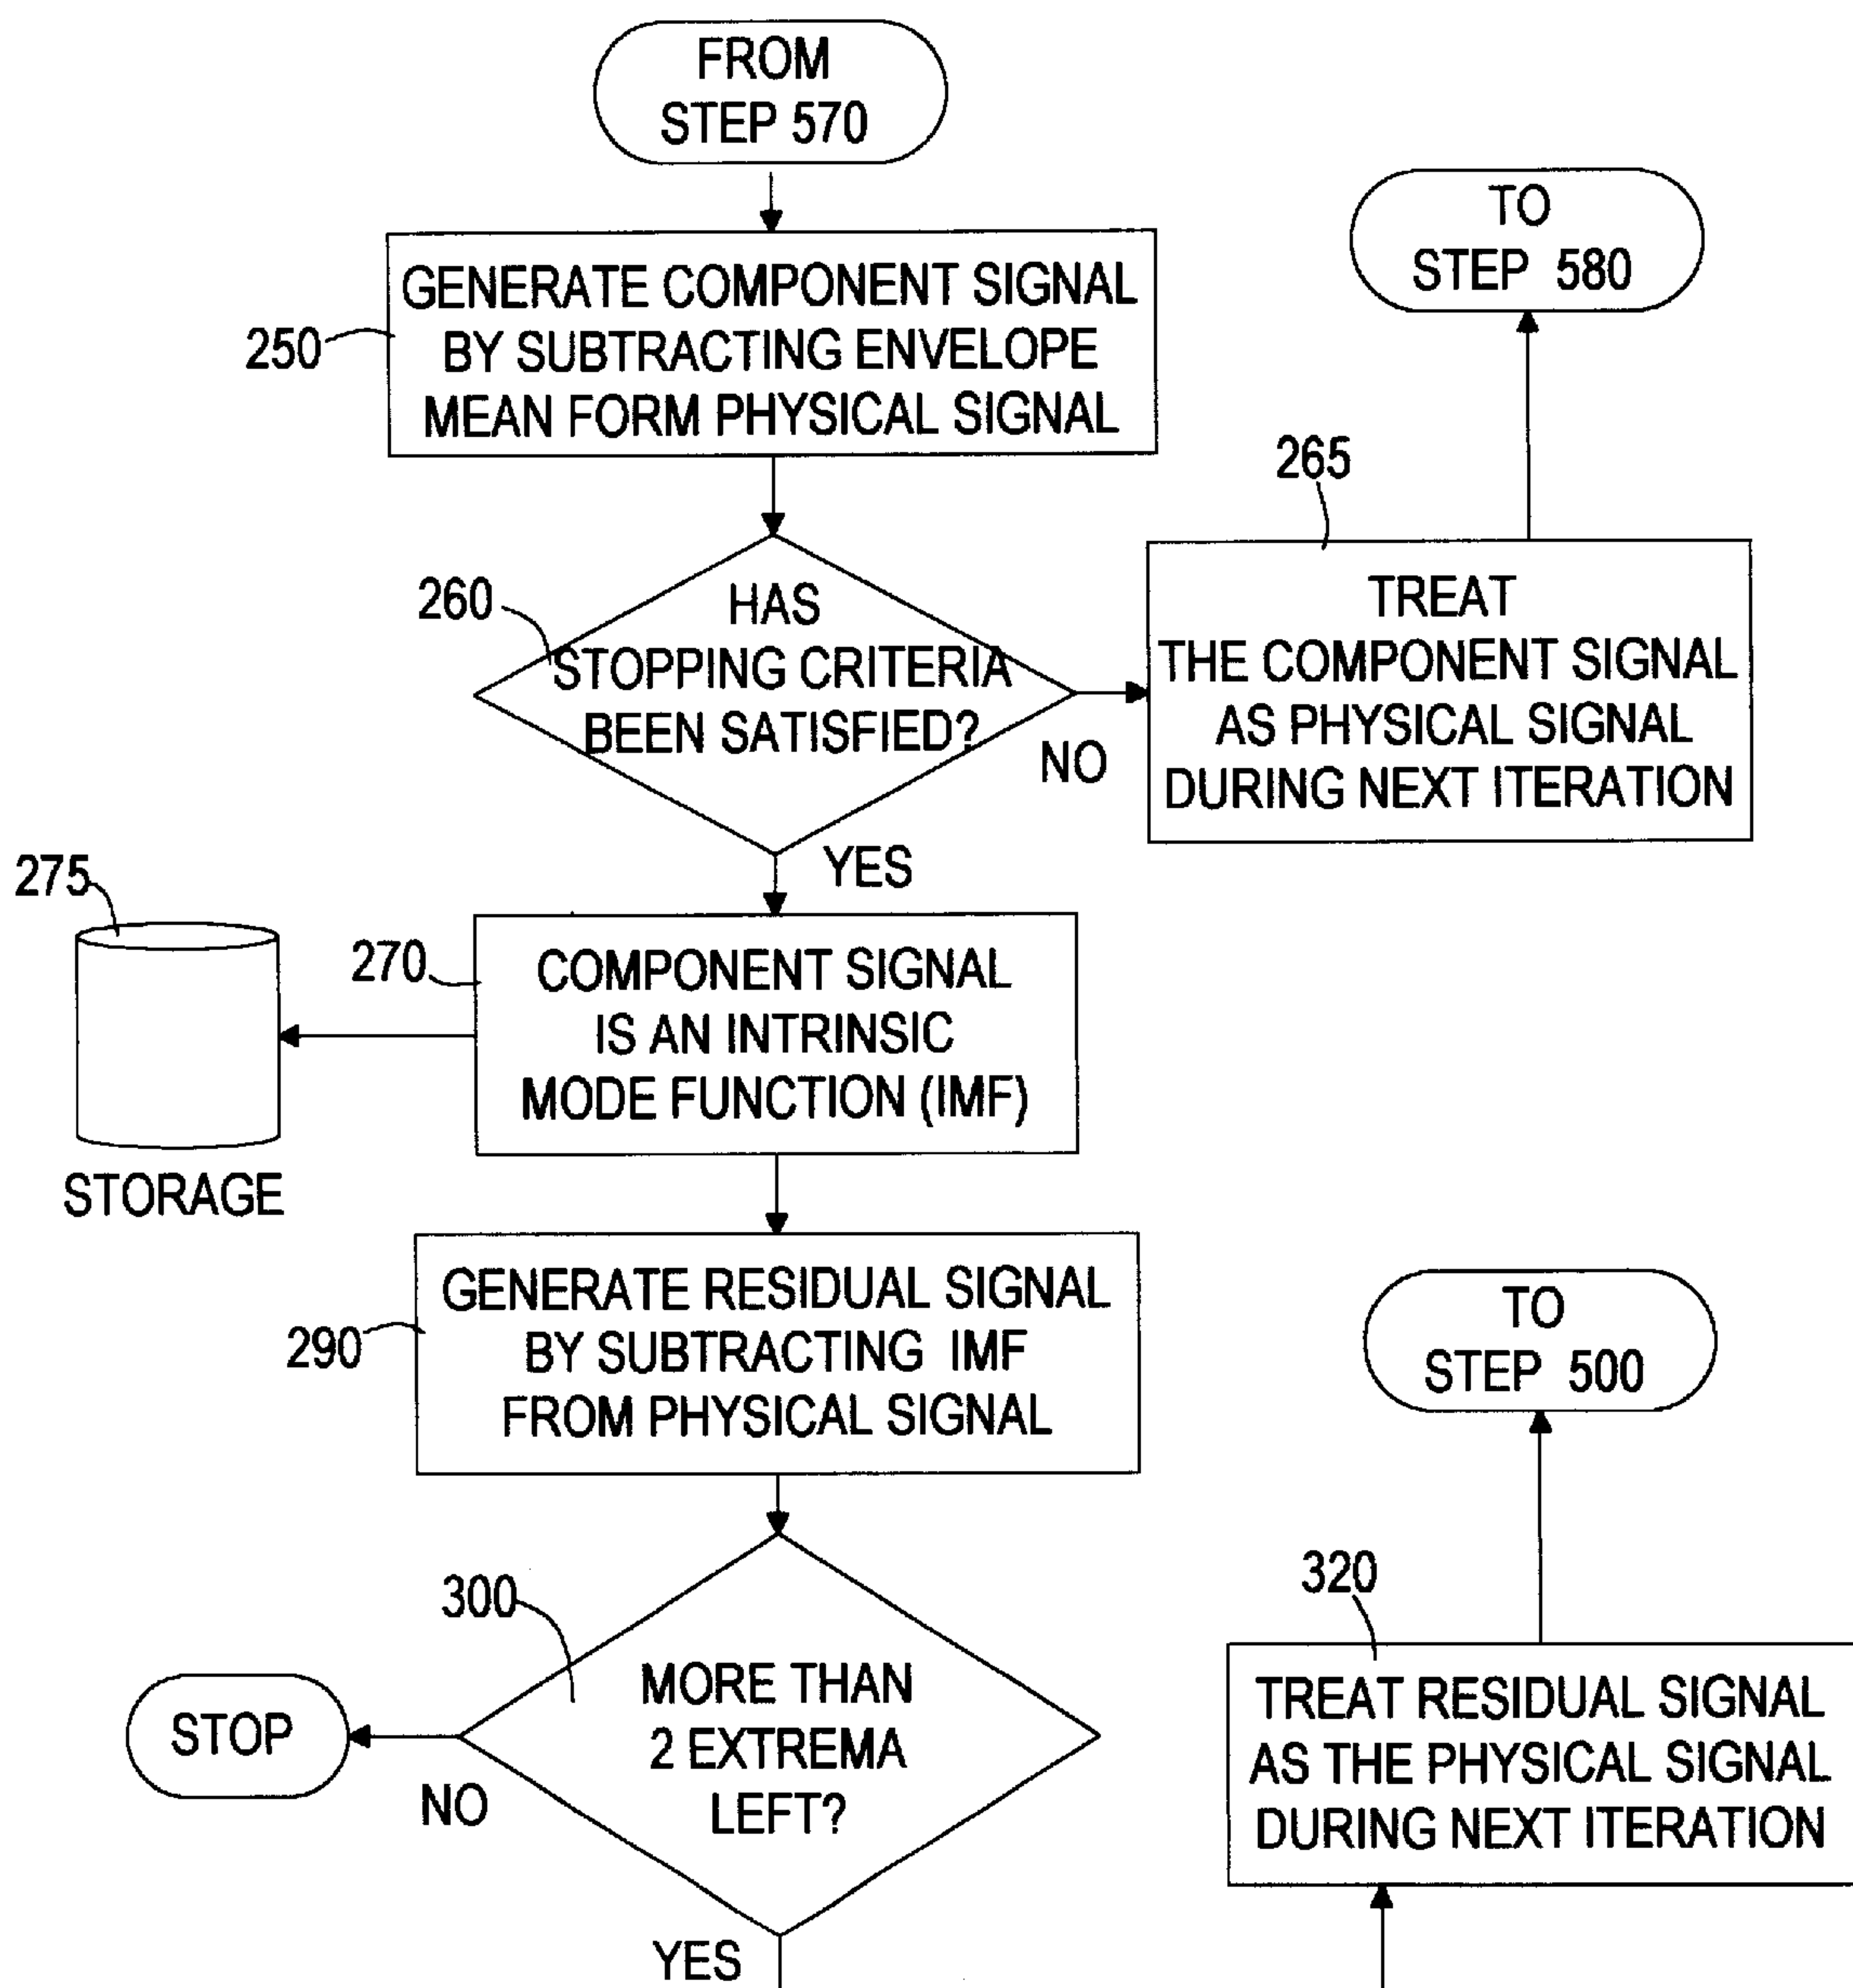 FROM
STEP 570
TO
STEP 580
250
GENERATE COMPONENT SIGNAL
BY SUBTRACTING ENVELOPE
MEAN FORM PHYSICAL SIGNAL
265
TREAT
THE COMPONENT SIGNAL
AS PHYSICAL SIGNAL
DURING NEXT ITERATION
260
HAS
STOPPING CRITERIA
BEEN SATISFIED?
NO
YES
275
STORAGE
270
COMPONENT SIGNAL
IS AN INTRINSIC
MODE FUNCTION (IMF)
290
GENERATE RESIDUAL SIGNAL
BY SUBTRACTING IMF
FROM PHYSICAL SIGNAL
TO
STEP 500
300
MORE THAN
2 EXTREMA
LEFT?
STOP
NO
YES
320
TREAT RESIDUAL SIGNAL
AS THE PHYSICAL SIGNAL
DURING NEXT ITERATION